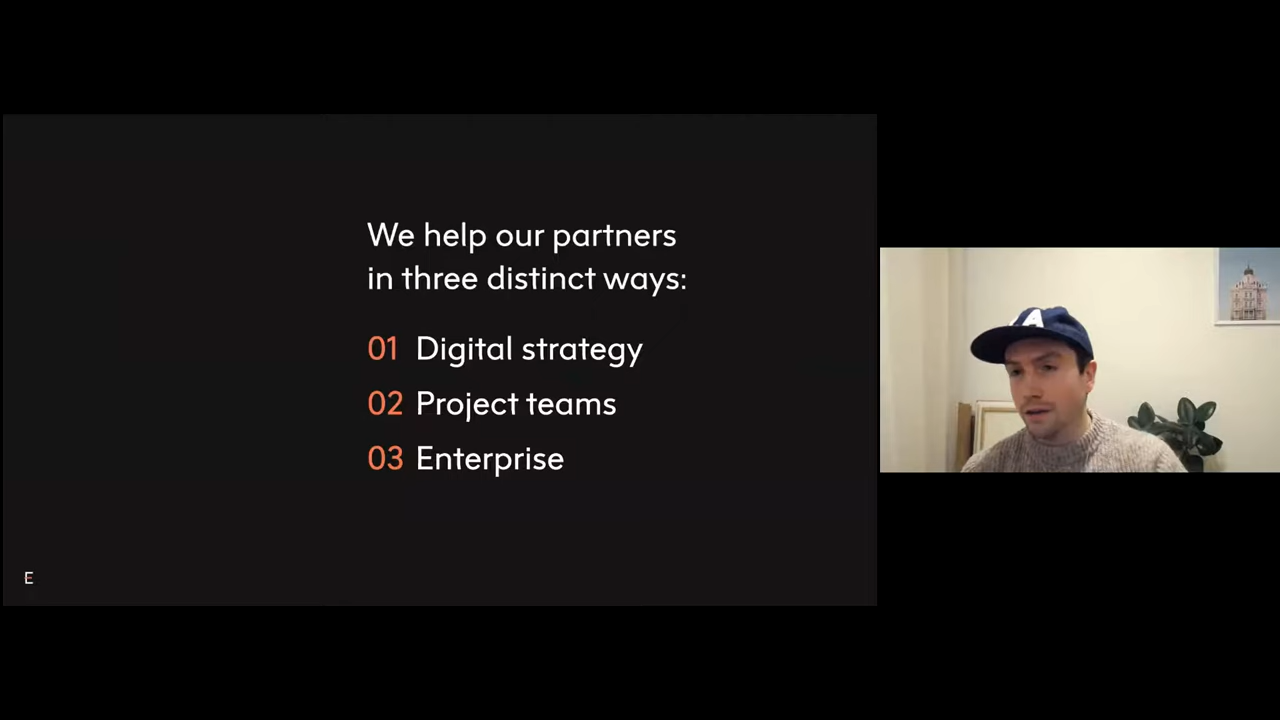 We help our partners
in three distinct ways:
01 Digital strategy
02 Project teams
03 Enterprise
E
A